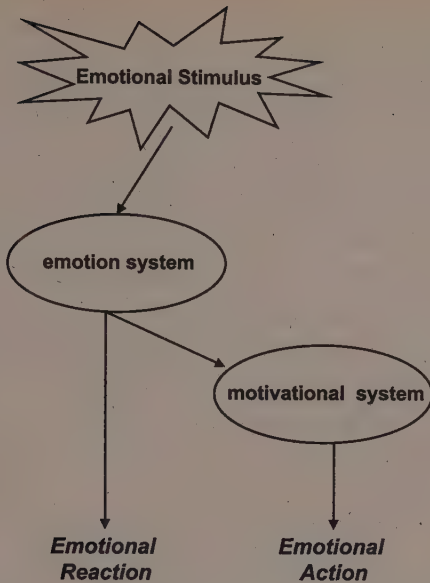 Emotional Stimulus
emotion system
motivational system
Emotional
Reaction
Emotional
Action